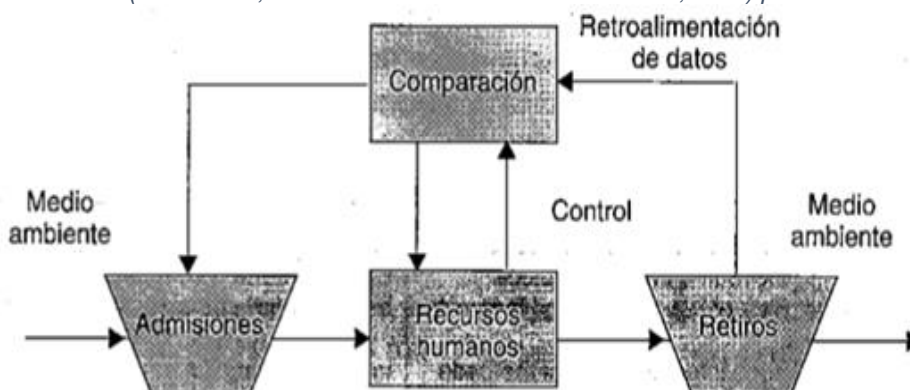 Retroalimentación
de datos
Comparación
Medio
ambiente
Control
Medio
ambiente
Admisiones
Recursos
humanos
Retiros